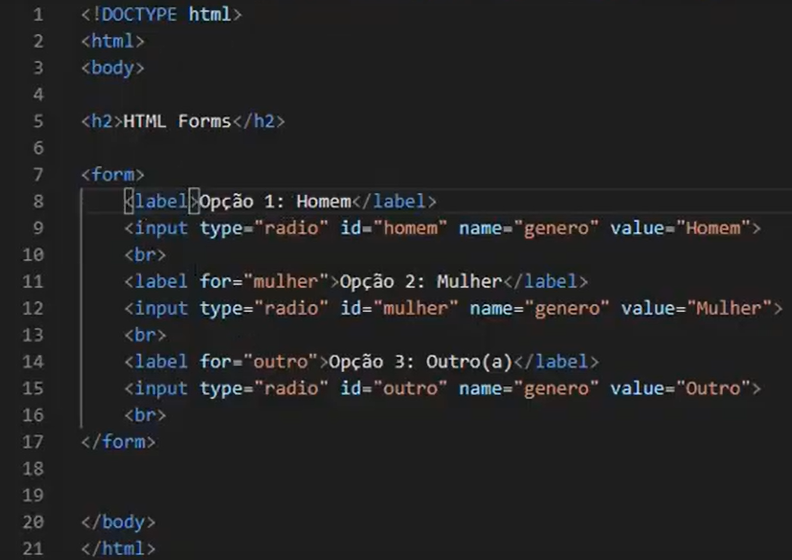 1 <!DOCTYPE html>
2 <html>
3 <body>
4
5 <h2>HTML Forms</h2>
6
7 <form>
8 <label>Opção 1: Homem</label>
9 <input type="radio" id="homem" name="genero" value="Homem">
10 <br>
11 <label for="mulher">Opção 2: Mulher</label>
12 <input type="radio" id="mulher" name="genero" value="Mulher">
13 <br>
14 <label for="outro">Opção 3: Outro(a)</label>
15 <input type="radio" id="outro" name="genero" value="Outro">
16 <br>
17 </form>
18
19
20 </body>
21 </html>